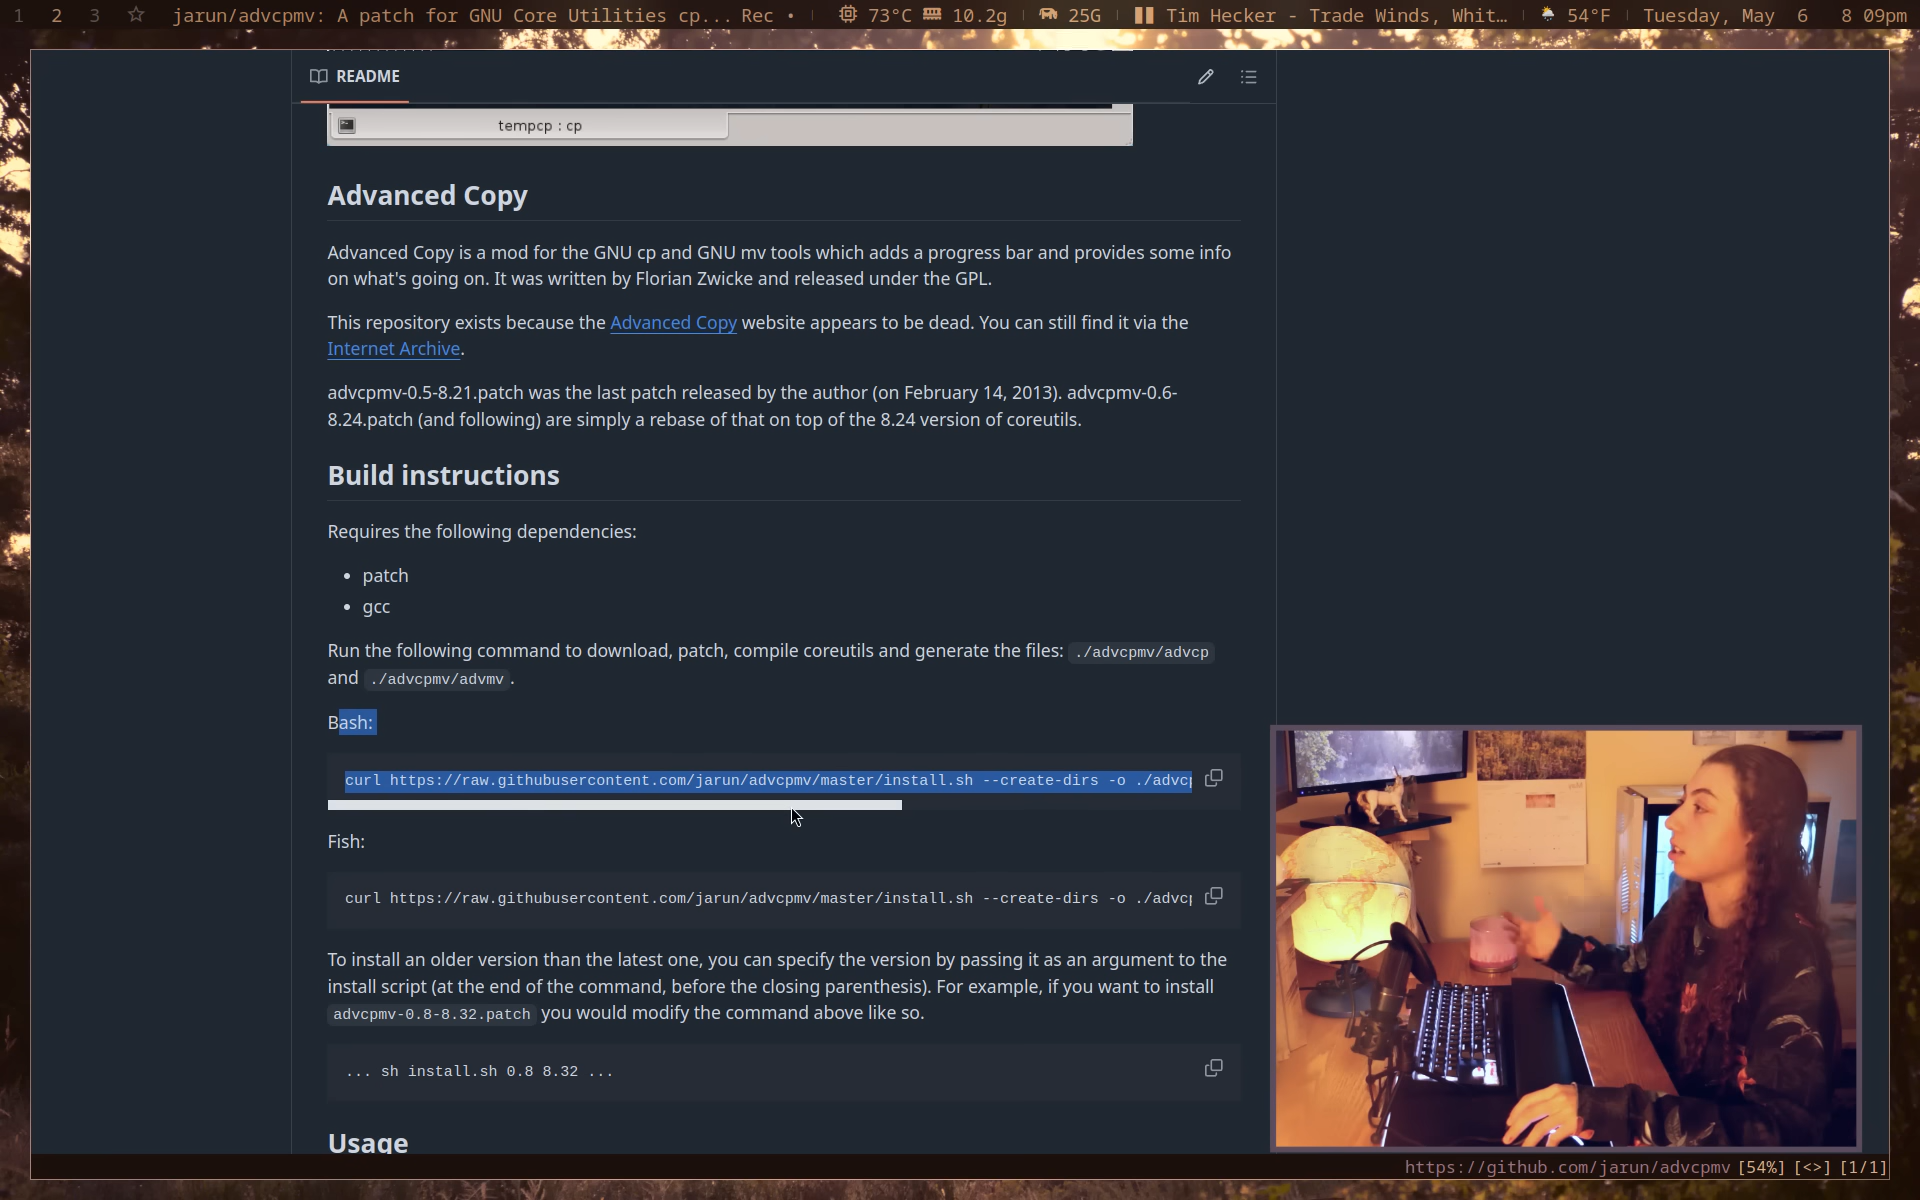 1 2 3 jarun/advcpmv: A patch for GNU Core Utilities cp... Rec • 73°C 10.2g 25G Tim Hecker - Trade Winds, Whit… 54°F Tuesday, May 6 8 09pm
README
tempcp : cp
Advanced Copy
Advanced Copy is a mod for the GNU cp and GNU mv tools which adds a progress bar and provides some info
on what's going on. It was written by Florian Zwicke and released under the GPL.
This repository exists because the Advanced Copy website appears to be dead. You can still find it via the
Internet Archive.
advcpmv-0.5-8.21.patch was the last patch released by the author (on February 14, 2013). advcpmv-0.6-
8.24.patch (and following) are simply a rebase of that on top of the 8.24 version of coreutils.
Build instructions
Requires the following dependencies:
• patch
• gcc
Run the following command to download, patch, compile coreutils and generate the files: ./advcpmv/advcp
and ./advcpmv/advmv.
Bash:
curl https://raw.githubusercontent.com/jarun/advcpmv/master/install.sh --create-dirs -o ./advcp
Fish:
curl https://raw.githubusercontent.com/jarun/advcpmv/master/install.sh --create-dirs -o ./advcp
To install an older version than the latest one, you can specify the version by passing it as an argument to the
install script (at the end of the command, before the closing parenthesis). For example, if you want to install
advcpmv-0.8-8.32.patch you would modify the command above like so.
... sh install.sh 0.8 8.32 ...
Usage
https://github.com/jarun/advcpmv [54%] [<>] [1/1]